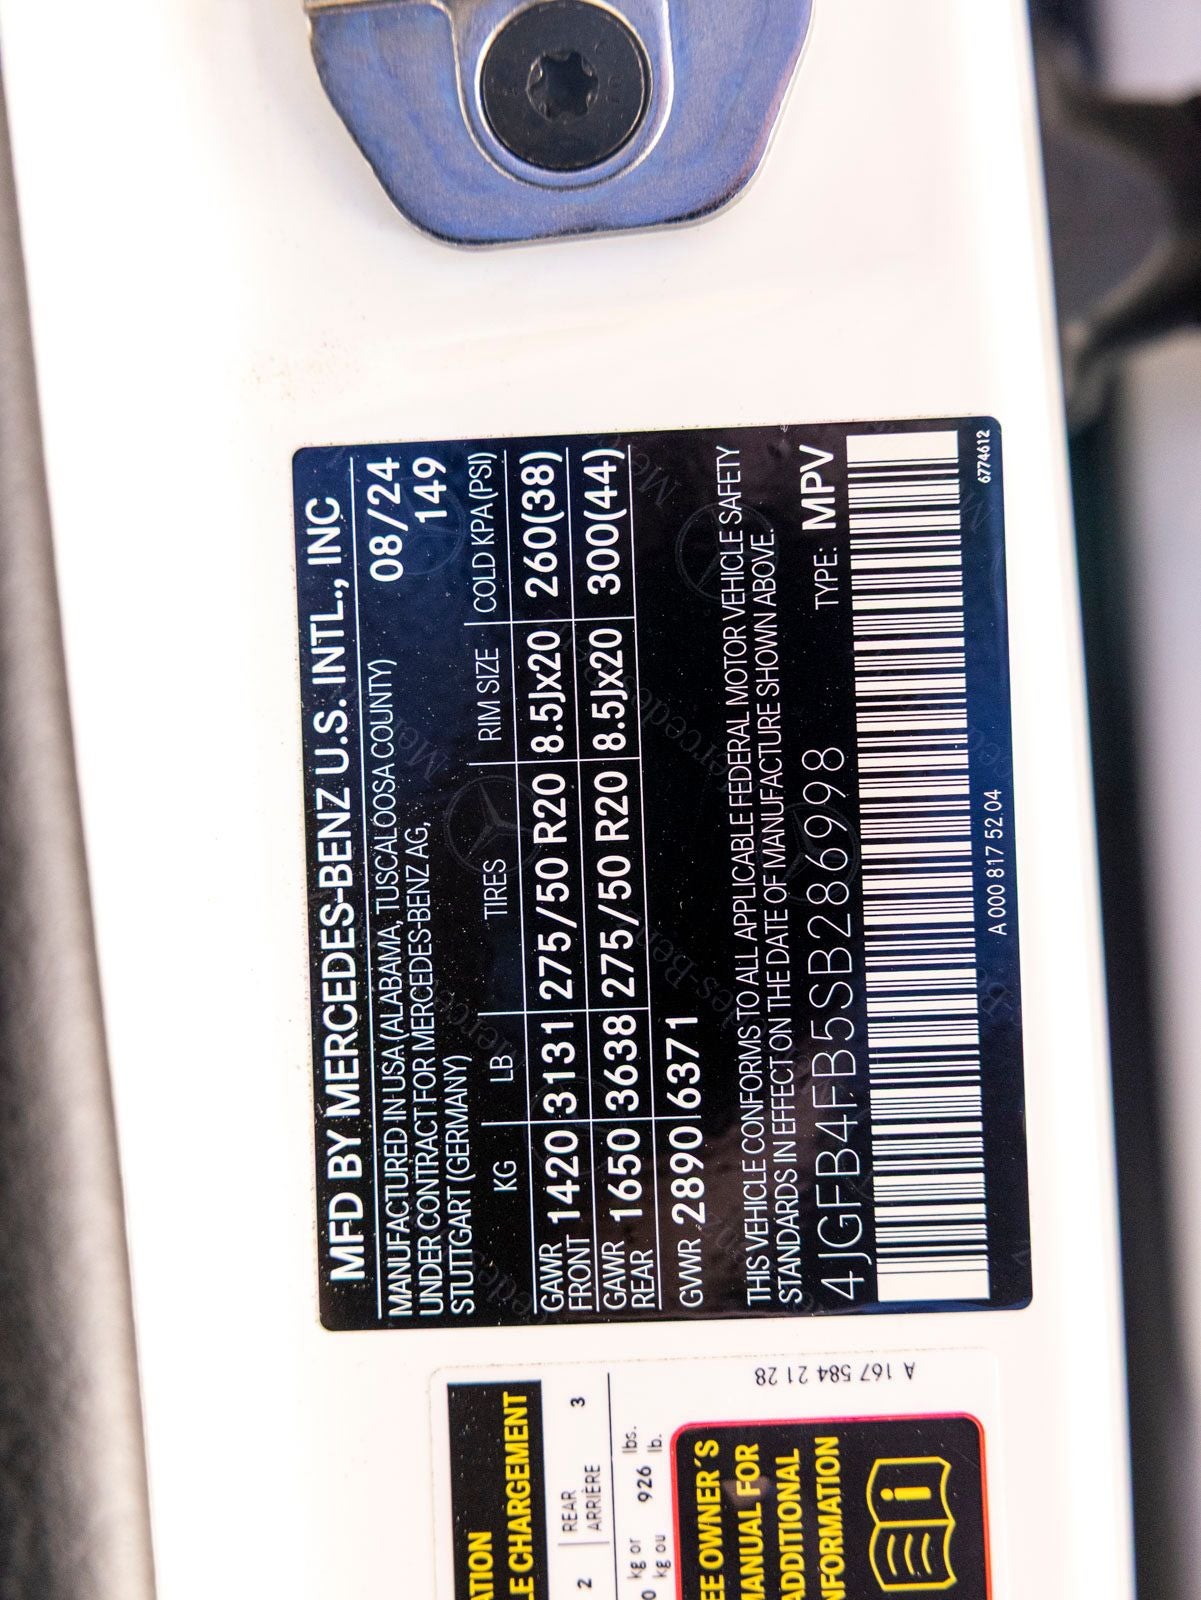 MFD BY MERCEDES-BENZ U.S. INTL., INC
MANUFACTURED IN USA (ALABAMA, TUSCALOOSA COUNTY) 08/24
UNDER CONTRACT FOR MERCEDES-BENZ AG, 149
STUTTGART (GERMANY)
KG LB TIRES RIM SIZE COLD KPA (PSI)
GAWR FRONT 1420 3131 275/50 R20 8.5Jx20 260(38)
GAWR REAR 1650 3638 275/50 R20 8.5Jx20 300(44)
GVWR 2890 6371
THIS VEHICLE CONFORMS TO ALL APPLICABLE FEDERAL MOTOR VEHICLE SAFETY
STANDARDS IN EFFECT ON THE DATE OF MANUFACTURE SHOWN ABOVE.
4JGFB4FB5SB286998 TYPE: MPV
A 000 817 52 04 6774612
LE CHARGEMENT
2 REAR 3
ARRIÈRE
kg or 926 lbs.
kg ou lb.
OWNER´S
MANUAL FOR
ADDITIONAL
INFORMATION
i
A 167 584 21 28